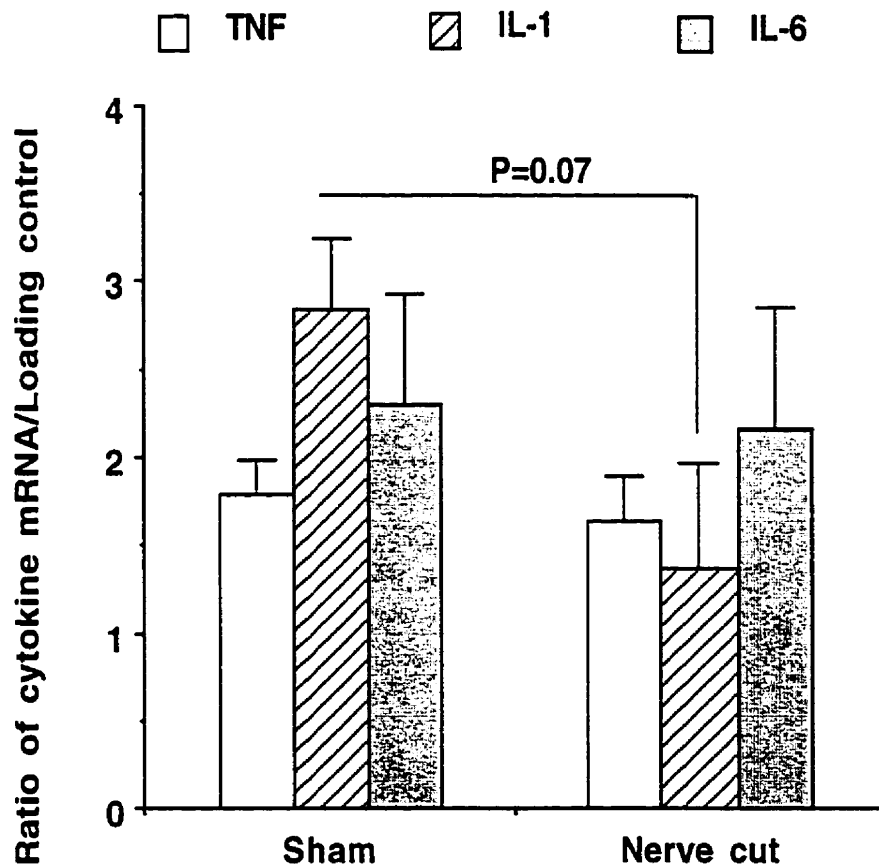 TNF IL-1 IL-6
Ratio of cytokine mRNA/Loading control
4
P=0.07
3
2
1
0
Sham Nerve cut